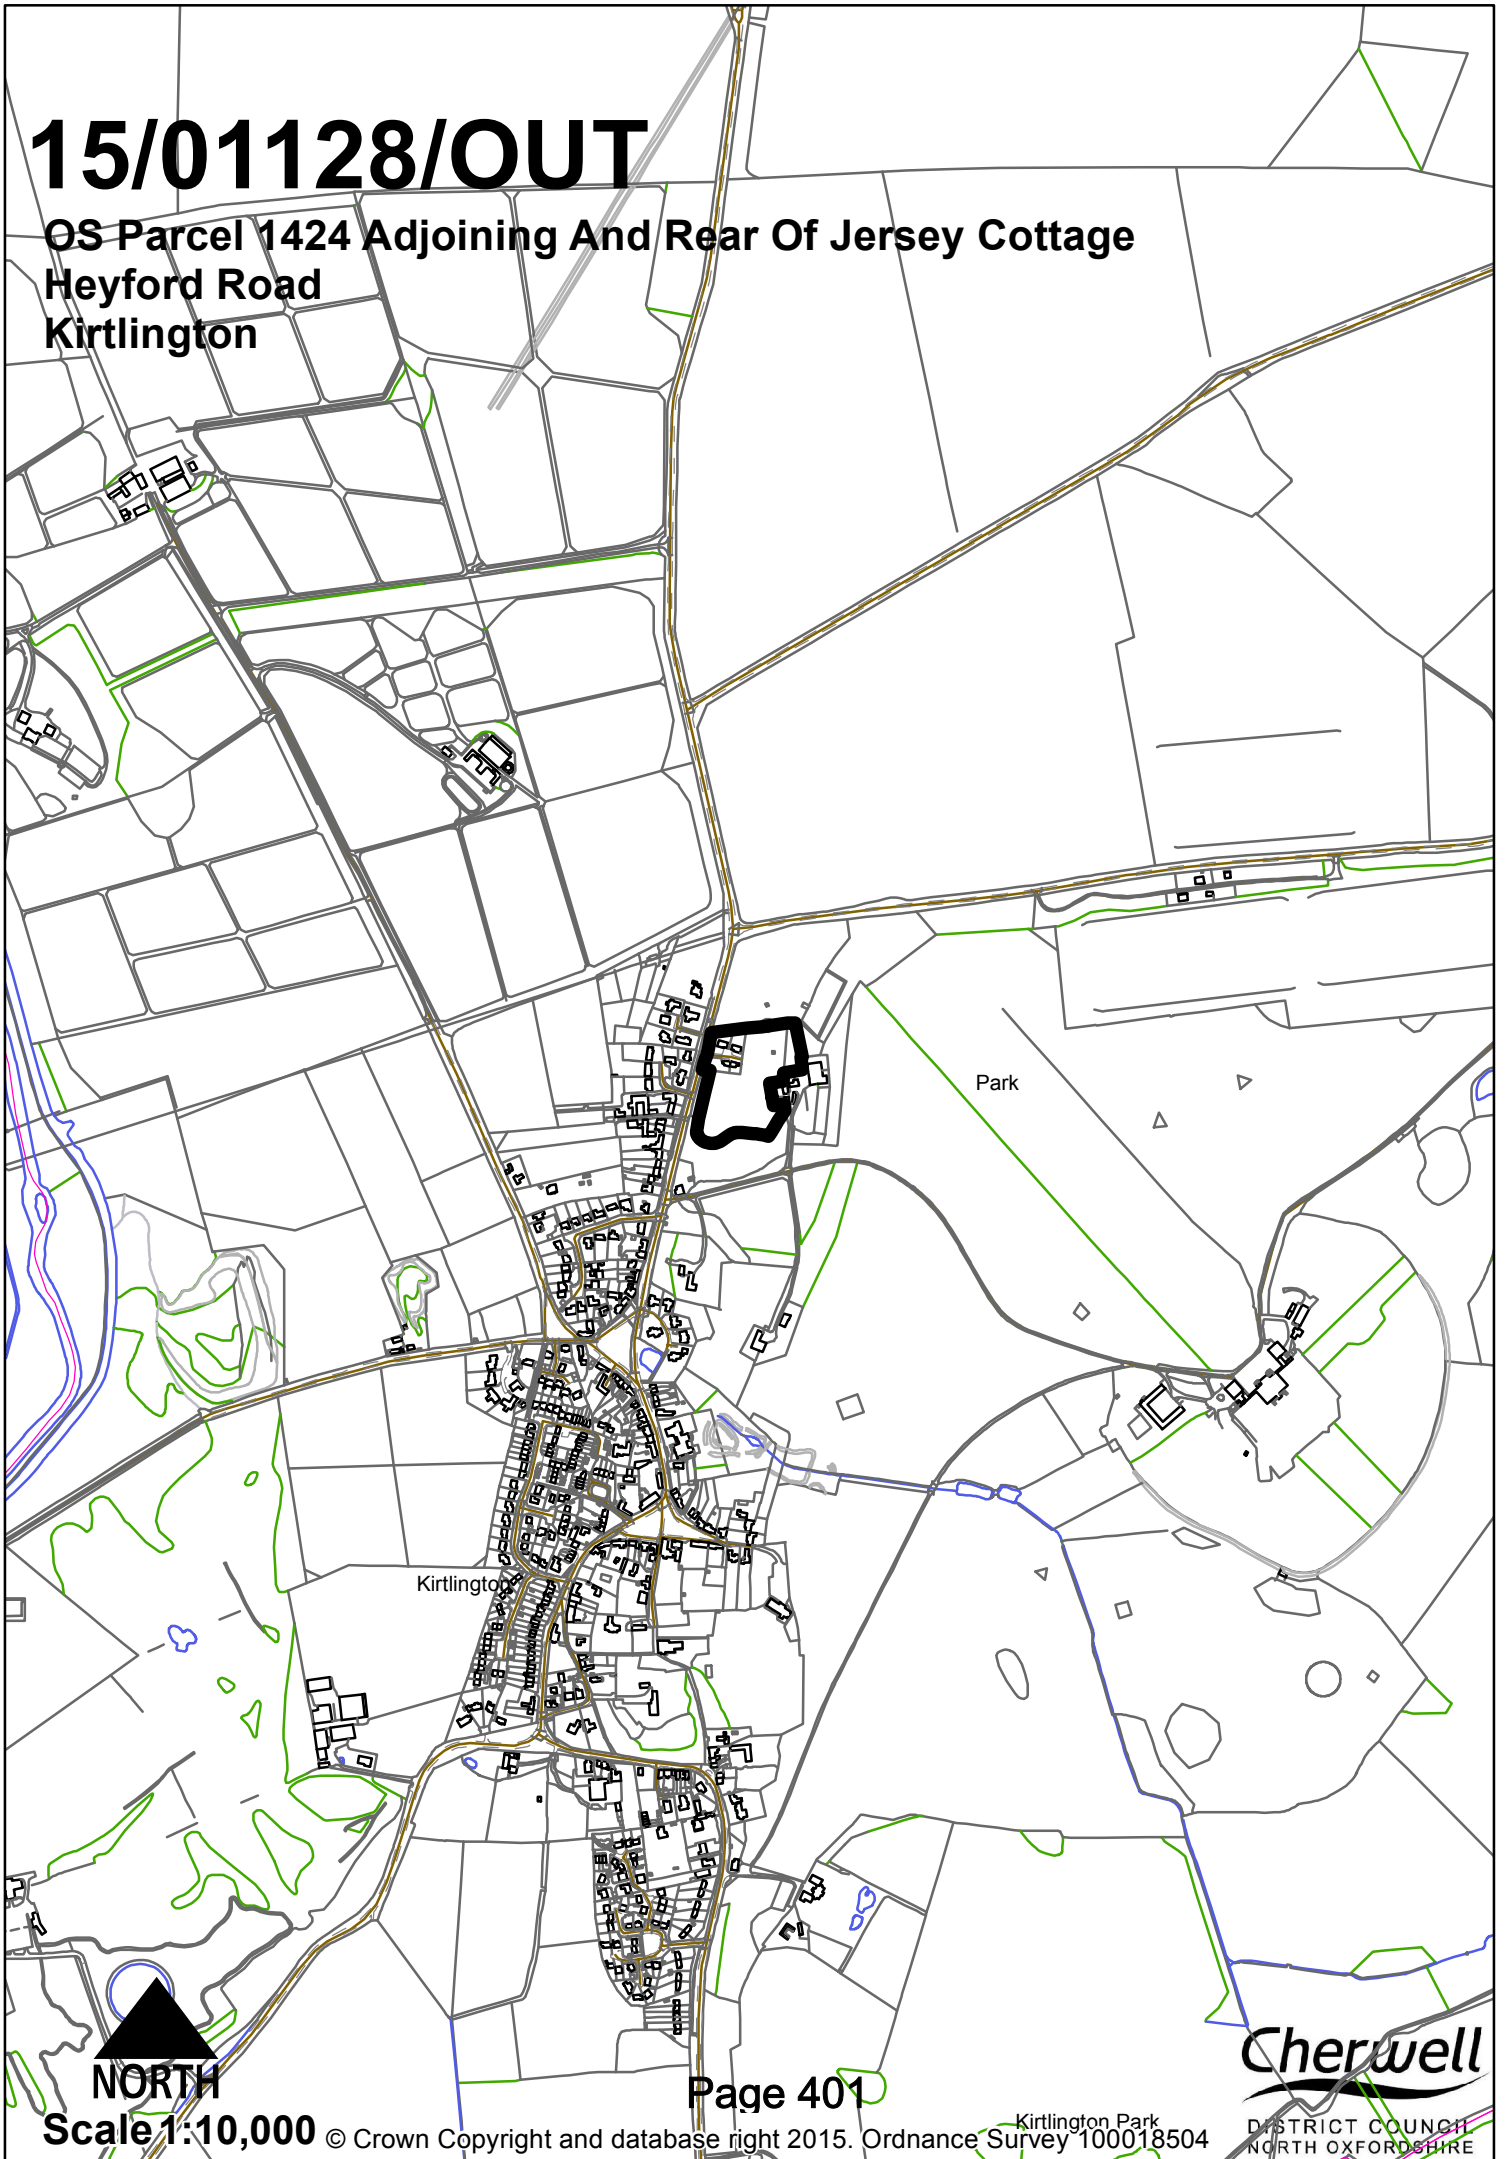 15/01128/OUT
OS Parcel 1424 Adjoining And Rear Of Jersey Cottage
Heyford Road
Kirtlington
Park
Kirtlington
NORTH
Scale 1:10,000
Page 401
Kirtlington Park
© Crown Copyright and database right 2015. Ordnance Survey 100018504
Cherwell
DISTRICT COUNCIL
NORTH OXFORDSHIRE